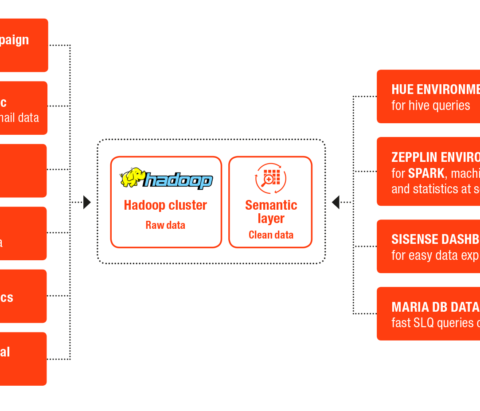 paign
c
mail data
a
cs
al
hadoop
Hadoop cluster
Raw data
Semantic
layer
Clean data
HUE ENVIRONME
for hive queries
ZEPPLIN ENVIRO
for SPARK, machi
and statistics at s
SISENSE DASHB
for easy data exp
MARIA DB DATA
fast SLQ queries